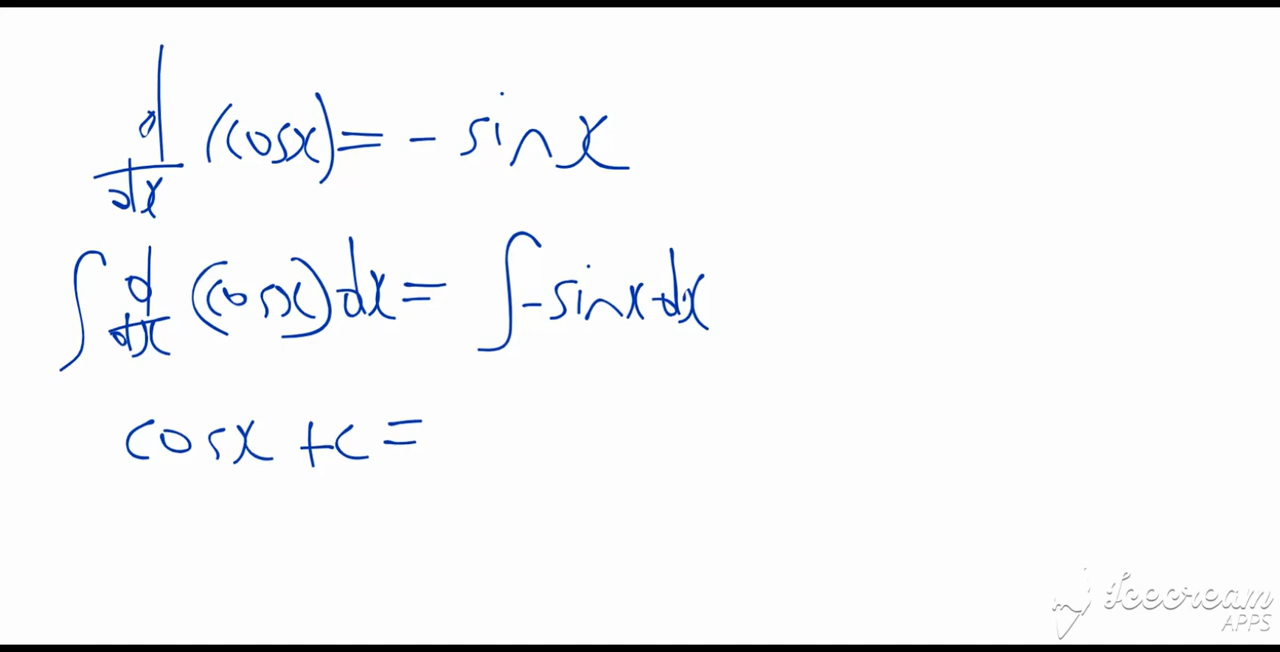 d/dx (cosx) = - sinx
∫ d/dx (cosx) dx = ∫ -sinx dx
cosx + c =
Icecream
APPS